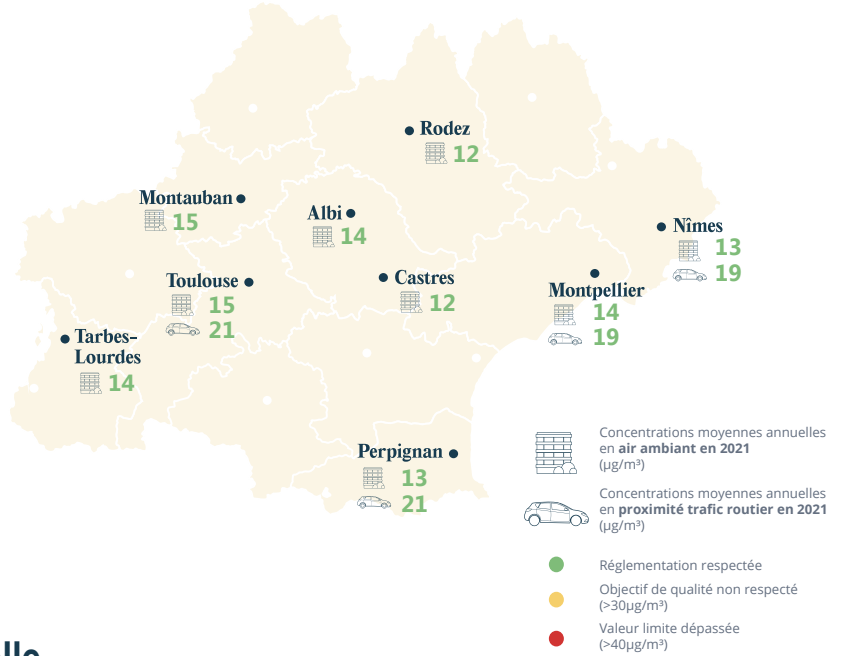 Rodez
12
Montauban
15
Albi
14
Nîmes
13
19
Toulouse
15
21
Castres
12
Montpellier
14
19
Tarbes-
Lourdes
14
Perpignan
13
21
Concentrations moyennes annuelles
en air ambiant en 2021
(µg/m³)
Concentrations moyennes annuelles
en proximité trafic routier en 2021
(µg/m³)
Réglementation respectée
Objectif de qualité non respecté
(>30µg/m³)
Valeur limite dépassée
(>40µg/m³)